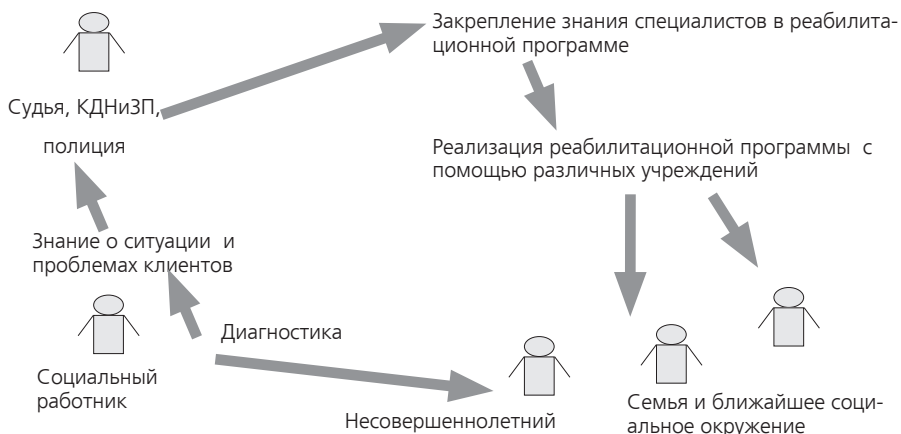 Закрепление знания специалистов в реабилита-
ционной программе
Судья, КДНиЗП,
полиция
Реализация реабилитационной программы с
помощью различных учреждений
Знание о ситуации и
проблемах клиентов
Диагностика
Социальный
работник
Несовершеннолетний
Семья и ближайшее соци-
альное окружение